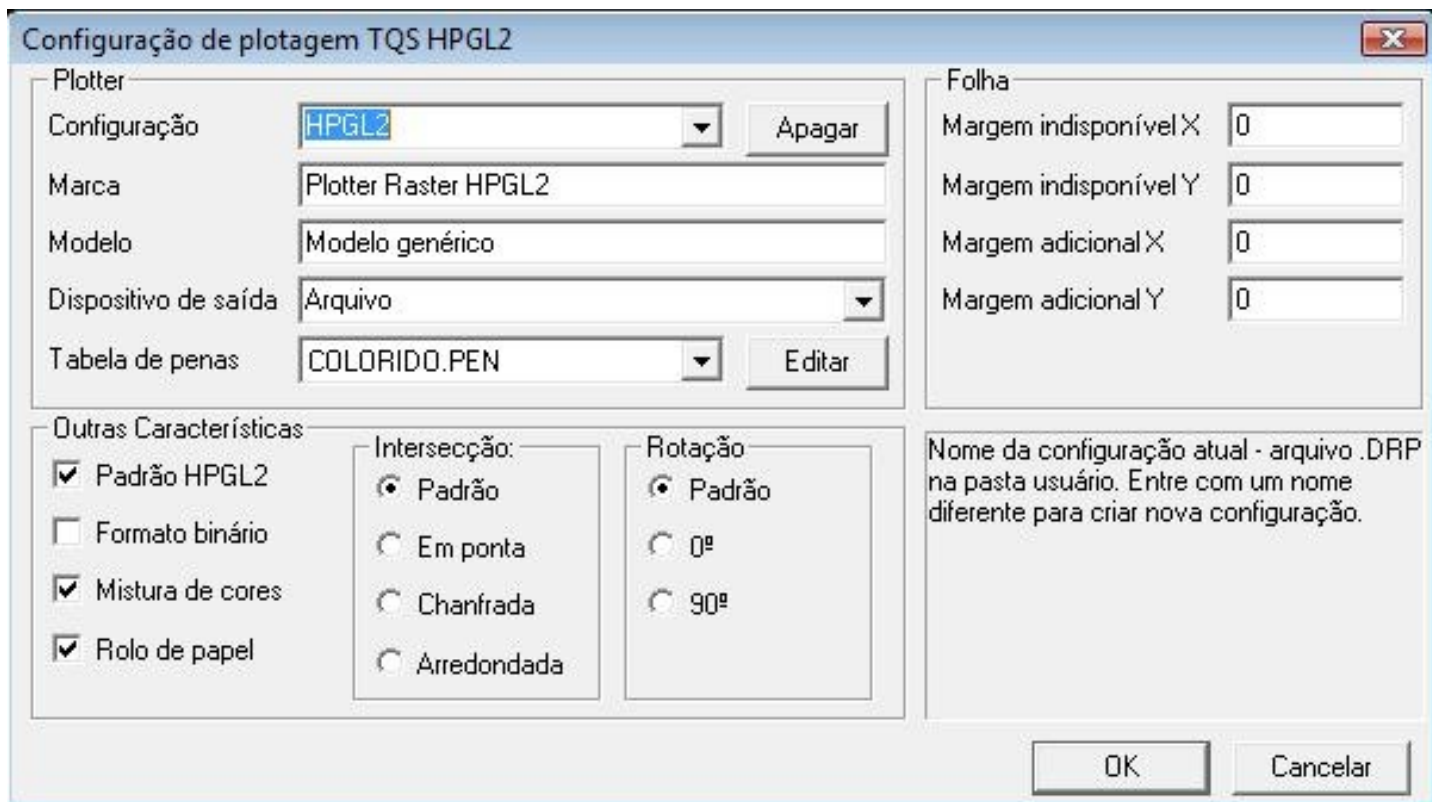 Configuração de plotagem TQS HPGL2
Plotter
Configuração HPGL2 Apagar
Marca Plotter Raster HPGL2
Modelo Modelo genérico
Dispositivo de saída Arquivo
Tabela de penas COLORIDO.PEN Editar
Folha
Margem indisponível X 0
Margem indisponível Y 0
Margem adicional X 0
Margem adicional Y 0
Outras Características
Padrão HPGL2
Formato binário
Mistura de cores
Rolo de papel
Intersecção:
Padrão
Em ponta
Chanfrada
Arredondada
Rotação
Padrão
0º
90º
Nome da configuração atual - arquivo .DRP
na pasta usuário. Entre com um nome
diferente para criar nova configuração.
OK Cancelar